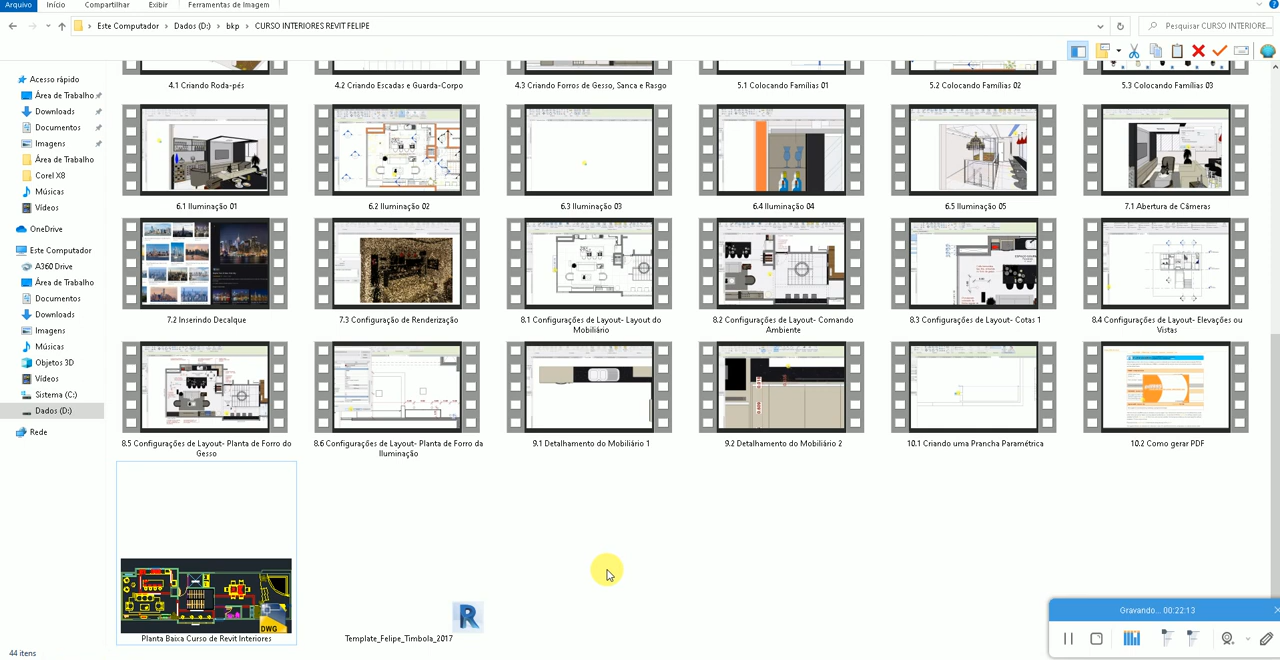 Arquivo
Início
Compartilhar
Exibir
Ferramentas de Imagem
Este Computador
Dados (D:)
bkp
CURSO INTERIORES REVIT FELIPE
Pesquisar CURSO INTERIORE...
Acesso rápido
Área de Trabalho
Downloads
Documentos
Imagens
Área de Trabalho
Corel X8
Músicas
Vídeos
OneDrive
Este Computador
A360 Drive
Área de Trabalho
Documentos
Downloads
Imagens
Músicas
Objetos 3D
Vídeos
Sistema (C:)
Dados (D:)
Rede
4.1 Criando Roda-pés
4.2 Criando Escadas e Guarda-Corpo
4.3 Criando Forros de Gesso, Sanca e Rasgo
5.1 Colocando Famílias 01
5.2 Colocando Famílias 02
5.3 Colocando Famílias 03
6.1 Iluminação 01
6.2 Iluminação 02
6.3 Iluminação 03
6.4 Iluminação 04
6.5 Iluminação 05
7.1 Abertura de Câmeras
7.2 Inserindo Decalque
7.3 Configuração de Renderização
8.1 Configurações de Layout- Layout do
Mobiliário
8.2 Configurações de Layout- Comando
Ambiente
8.3 Configurações de Layout- Cotas 1
8.4 Configurações de Layout- Elevações ou
Vistas
8.5 Configurações de Layout- Planta de Forro do
Gesso
8.6 Configurações de Layout- Planta de Forro da
Iluminação
9.1 Detalhamento do Mobiliário 1
9.2 Detalhamento do Mobiliário 2
10.1 Criando uma Prancha Paramétrica
10.2 Como gerar PDF
DWG
Planta Baixa Curso de Revit Interiores
R
Template_Felipe_Timbola_2017
Gravando... 00:22:13
44 itens